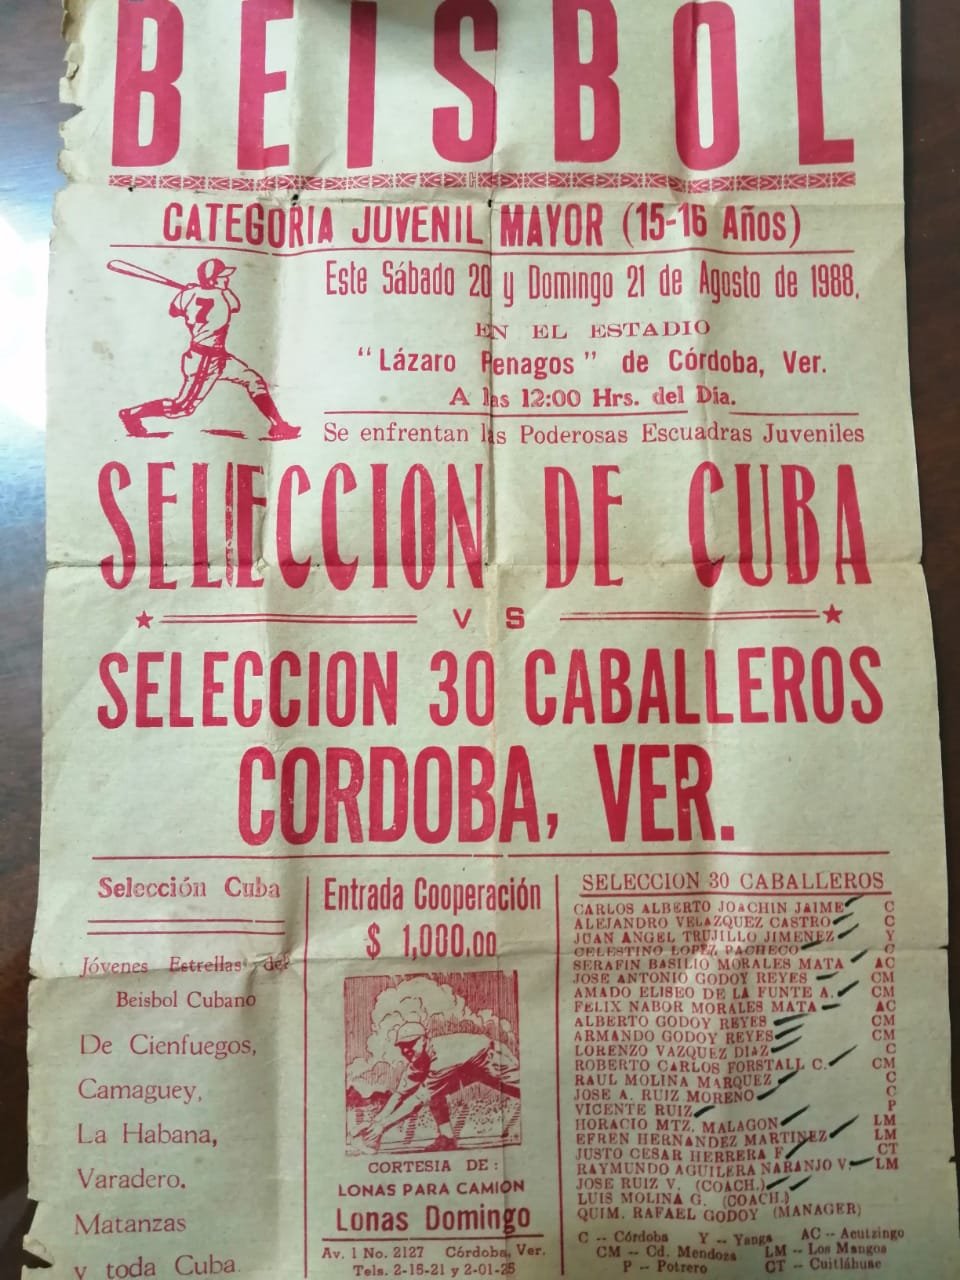 BEISBOL
CATEGORIA JUVENIL MAYOR (15-16 Años)
7
Este Sábado 20 y Domingo 21 de Agosto de 1988,
EN EL ESTADIO
"Lázaro Penagos" de Córdoba, Ver.
A las 12:00 Hrs. del Día.
Se enfrentan las Poderosas Escuadras Juveniles
SELECCION DE CUBA
VS
SELECCION 30 CABALLEROS
CORDOBA, VER.
Selección Cuba
Jóvenes Estrellas del
Beisbol Cubano
De Cienfuegos,
Camaguey,
La Habana,
Varadero,
Matanzas
y toda Cuba.
Entrada Cooperación
$ 1,000.00
CORTESIA DE:
LONAS PARA CAMION
Lonas Domingo
Av. 1 No. 2127 Córdoba, Ver.
Tels. 2-15-21 y 2-01-25
SELECCION 30 CABALLEROS
CARLOS ALBERTO JOACHIN JAIME C
ALEJANDRO VELAZQUEZ CASTRO C
JUAN ANGEL TRUJILLO JIMENEZ Y
CELESTINO LOPEZ PACHECO C
SERAFIN BASILIO MORALES MATA AC
JOSE ANTONIO GODOY REYES CM
AMADO ELISEO DE LA FUNTE A. CM
FELIX NABOR MORALES MATA AC
ALBERTO GODOY REYES CM
ARMANDO GODOY REYES CM
LORENZO VAZQUEZ DIAZ C
ROBERTO CARLOS FORSTALL C. CM
RAUL MOLINA MARQUEZ C
JOSE A. RUIZ MORENO C
VICENTE RUIZ P
HORACIO MTZ. MALAGON LM
EFREN HERNANDEZ MARTINEZ LM
JUSTO CESAR HERRERA F. CT
RAYMUNDO AGUILERA NARANJO V. LM
JOSE RUIZ V. (COACH.)
LUIS MOLINA G. (COACH.)
QUIM. RAFAEL GODOY (MANAGER)
C -- Córdoba Y -- Yanga AC -- Acutzingo
CM -- Cd. Mendoza LM -- Los Mangos
P -- Potrero CT -- Cuitláhuac